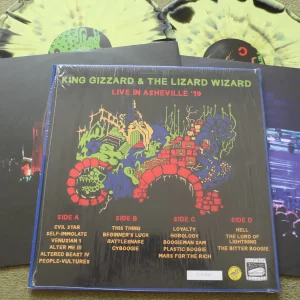 KING GIZZARD & THE LIZARD WIZARD
LIVE IN ASHEVILLE '19
SIDE A
EVIL STAR
SELF-IMMOLATE
VENUSIAN 1
ALTER ME III
ALTERED BEAST IV
PEOPLE-VULTURES
SIDE B
THIS THING
BEGINNER'S LUCK
RATTLESNAKE
CYBOOGIE
SIDE C
LOYALTY
HOROLOGY
BOOGIEMAN SAM
PLASTIC BOOGIE
MARS FOR THE RICH
SIDE D
HELL
THE LORD OF
LIGHTNING
THE BITTER BOOGIE